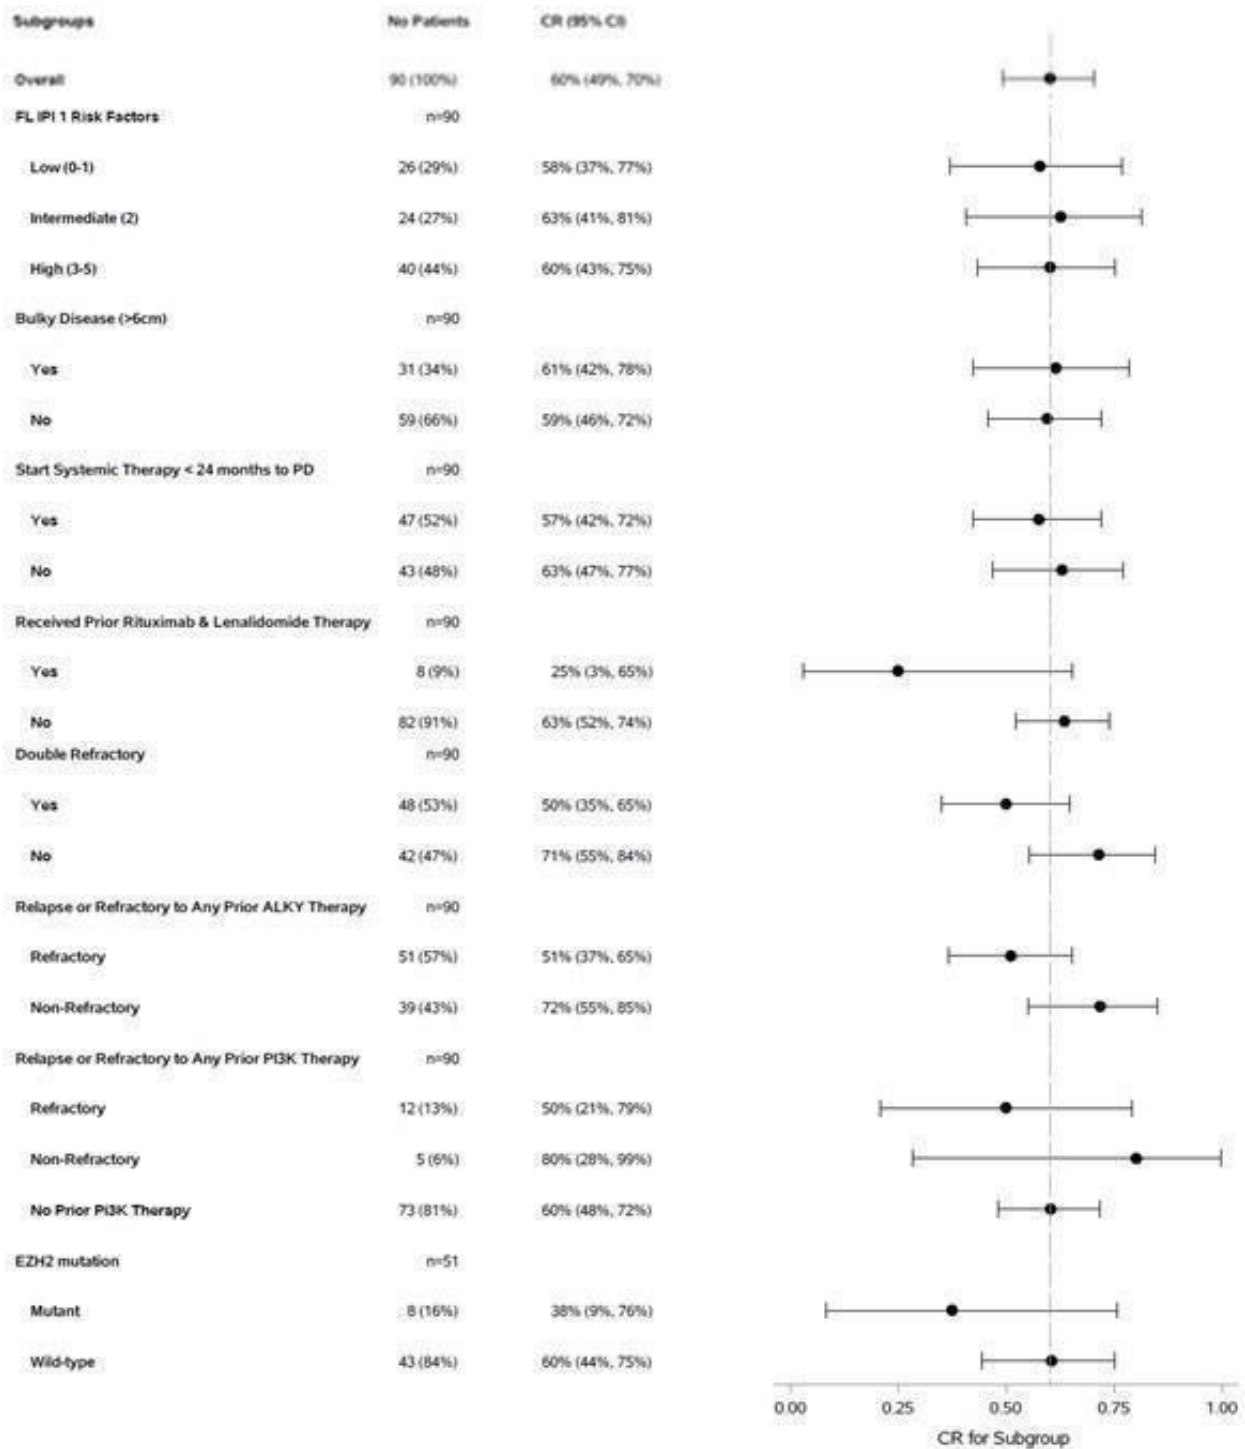 Subgroups No Patients CR (95% CI)
Overall 90 (100%) 60% (49%, 70%)
FL IPI 1 Risk Factors n=90
Low (0-1) 26 (29%) 58% (37%, 77%)
Intermediate (2) 24 (27%) 63% (41%, 81%)
High (3-5) 40 (44%) 60% (43%, 75%)
Bulky Disease (>6cm) n=90
Yes 31 (34%) 61% (42%, 78%)
No 59 (66%) 59% (46%, 72%)
Start Systemic Therapy < 24 months to PD n=90
Yes 47 (52%) 57% (42%, 72%)
No 43 (48%) 63% (47%, 77%)
Received Prior Rituximab & Lenalidomide Therapy n=90
Yes 8 (9%) 25% (3%, 65%)
No 82 (91%) 63% (52%, 74%)
Double Refractory n=90
Yes 48 (53%) 50% (35%, 65%)
No 42 (47%) 71% (55%, 84%)
Relapse or Refractory to Any Prior ALKY Therapy n=90
Refractory 51 (57%) 51% (37%, 65%)
Non-Refractory 39 (43%) 72% (55%, 85%)
Relapse or Refractory to Any Prior PI3K Therapy n=90
Refractory 12 (13%) 50% (21%, 79%)
Non-Refractory 5 (6%) 80% (28%, 99%)
No Prior Pi3K Therapy 73 (81%) 60% (48%, 72%)
EZH2 mutation n=51
Mutant 8 (16%) 38% (9%, 76%)
Wild-type 43 (84%) 60% (44%, 75%)
0.00 0.25 0.50 0.75 1.00
CR for Subgroup